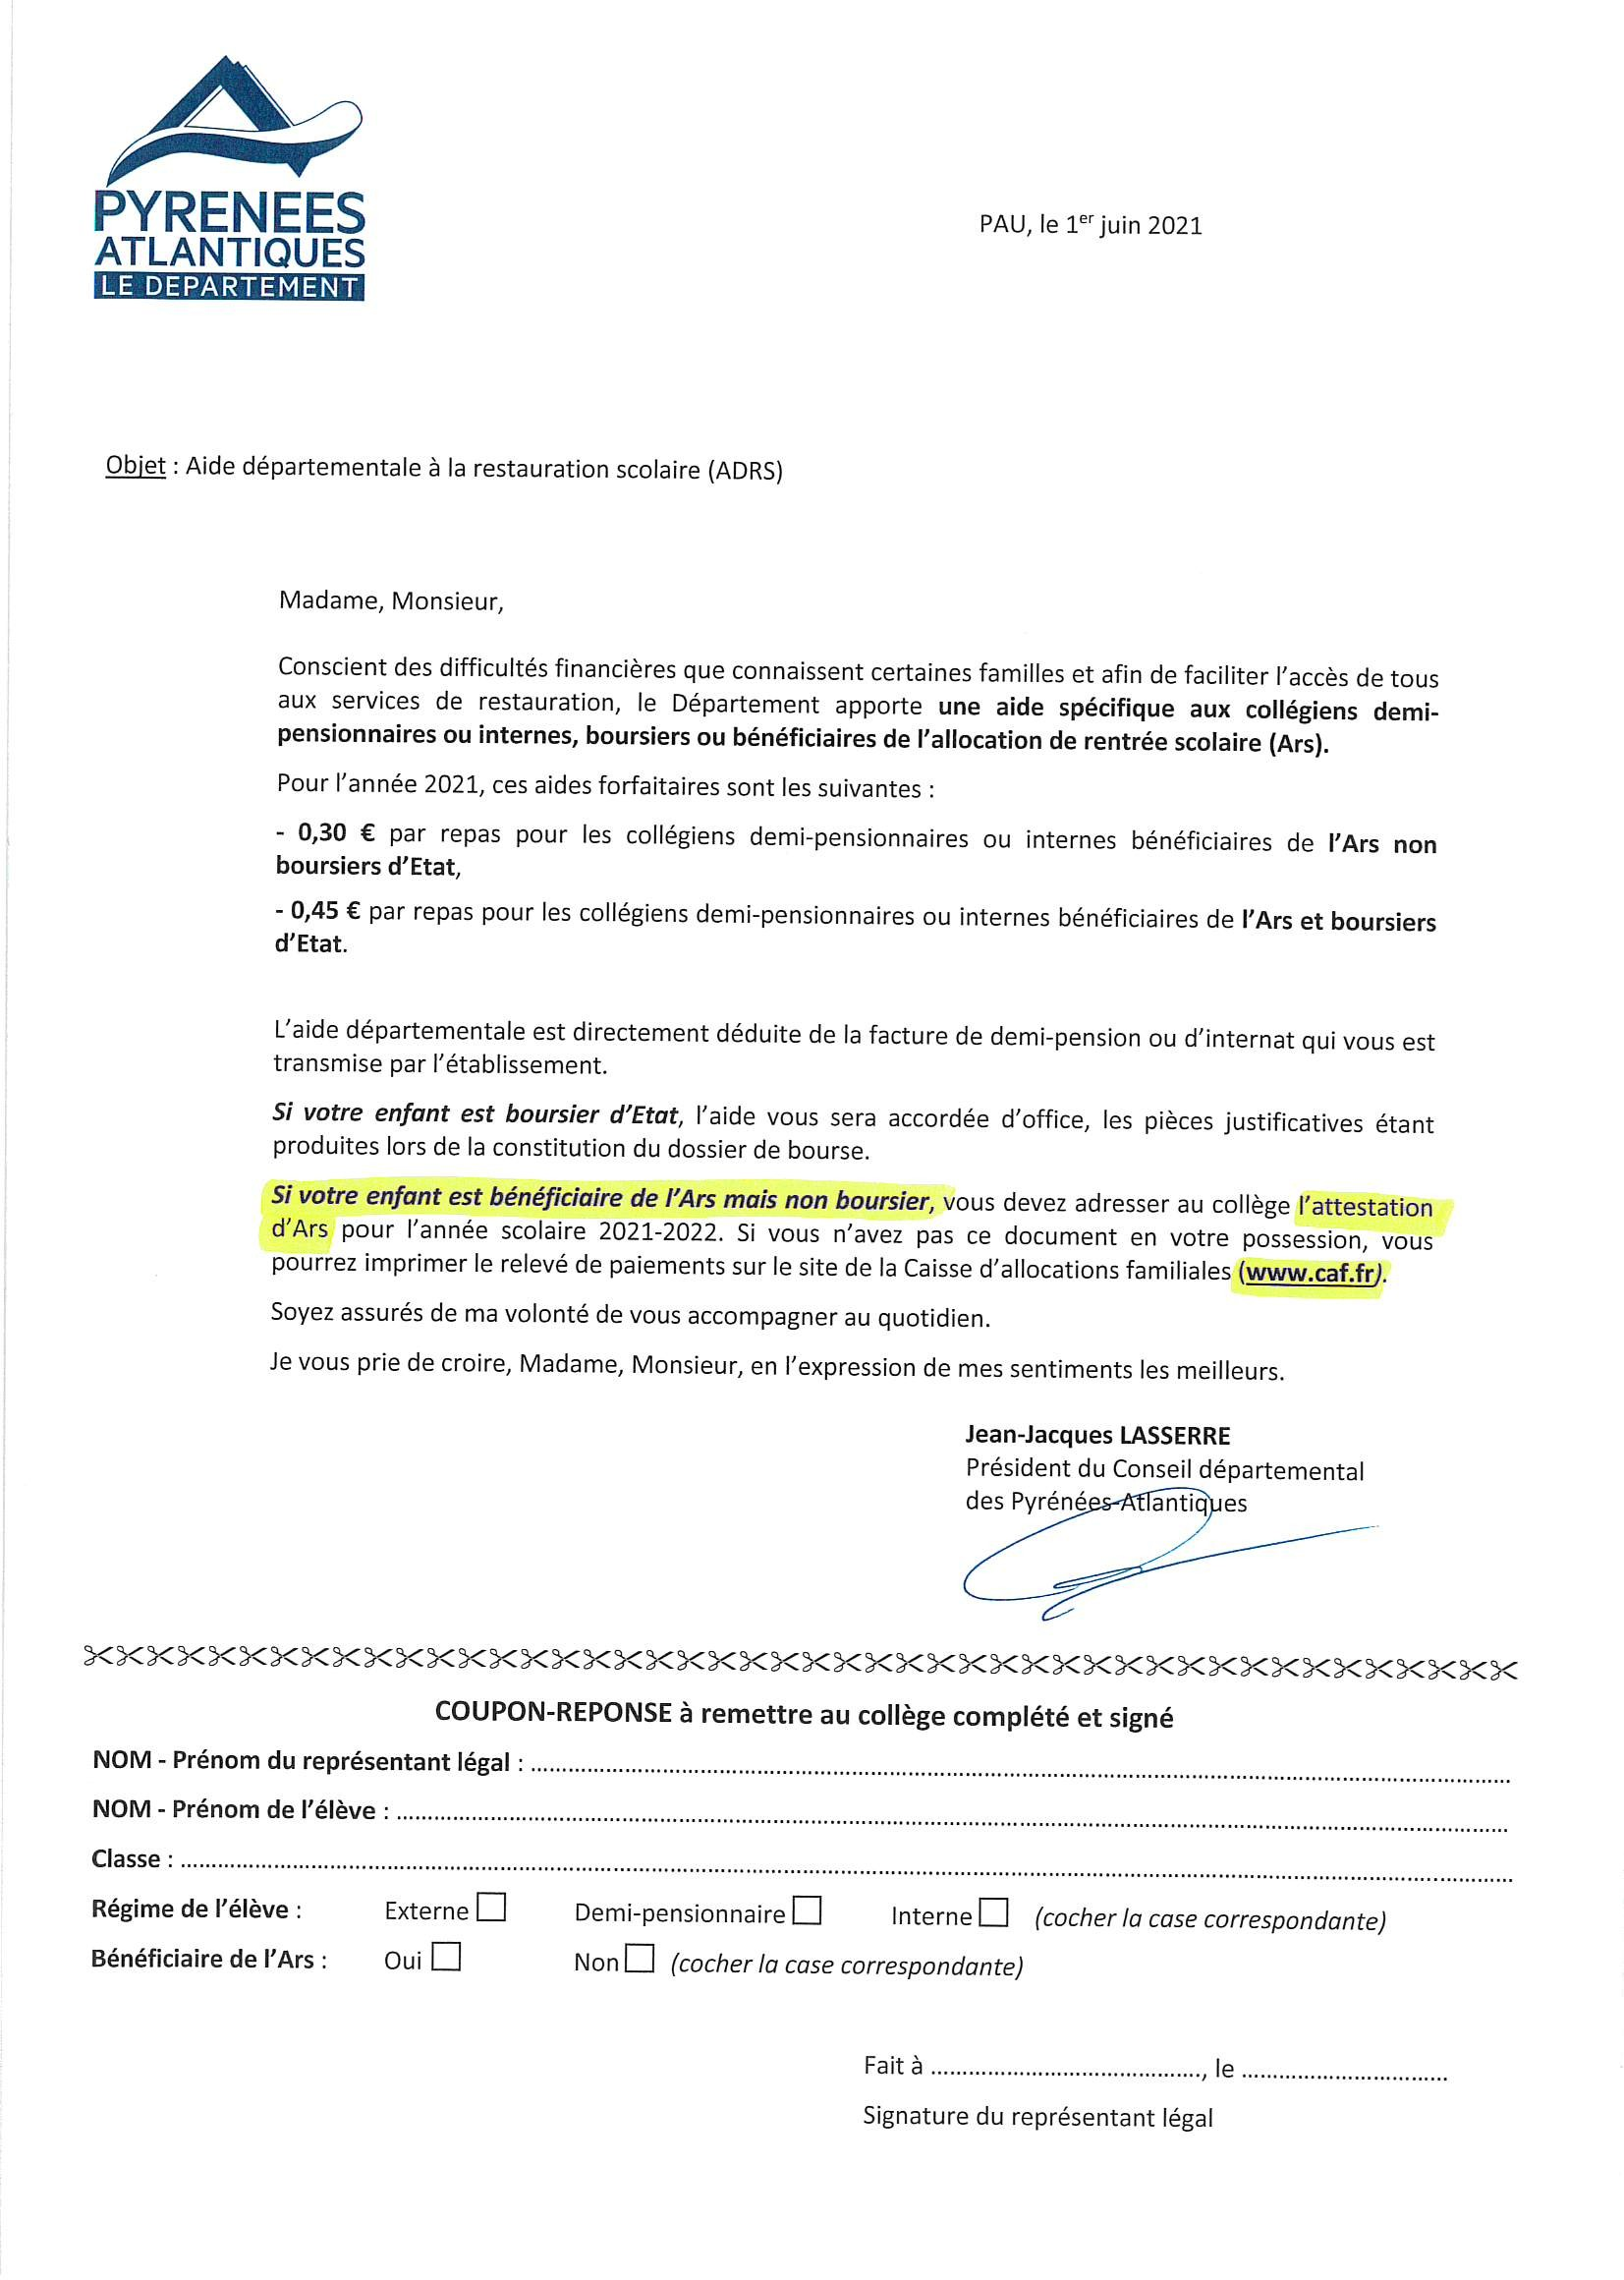 PYRENEES
ATLANTIQUES
LE DEPARTEMENT
PAU, le 1er juin 2021
Objet : Aide départementale à la restauration scolaire (ADRS)
Madame, Monsieur,
Conscient des difficultés financières que connaissent certaines familles et afin de faciliter l'accès de tous
aux services de restauration, le Département apporte une aide spécifique aux collégiens demi-
pensionnaires ou internes, boursiers ou bénéficiaires de l'allocation de rentrée scolaire (Ars).
Pour l'année 2021, ces aides forfaitaires sont les suivantes :
- 0,30 € par repas pour les collégiens demi-pensionnaires ou internes bénéficiaires de l'Ars non
boursiers d'Etat,
- 0,45 € par repas pour les collégiens demi-pensionnaires ou internes bénéficiaires de l'Ars et boursiers
d'Etat.
L'aide départementale est directement déduite de la facture de demi-pension ou d'internat qui vous est
transmise par l'établissement.
Si votre enfant est boursier d'Etat, l'aide vous sera accordée d'office, les pièces justificatives étant
produites lors de la constitution du dossier de bourse.
Si votre enfant est bénéficiaire de l'Ars mais non boursier, vous devez adresser au collège l'attestation
d'Ars pour l'année scolaire 2021-2022. Si vous n'avez pas ce document en votre possession, vous
pourrez imprimer le relevé de paiements sur le site de la Caisse d'allocations familiales (www.caf.fr).
Soyez assurés de ma volonté de vous accompagner au quotidien.
Je vous prie de croire, Madame, Monsieur, en l'expression de mes sentiments les meilleurs.
Jean-Jacques LASSERRE
Président du Conseil départemental
des Pyrénées-Atlantiques
COUPON-REPONSE à remettre au collège complété et signé
NOM - Prénom du représentant légal : ..........
NOM - Prénom de l'élève : ..........
Classe : ..........
Régime de l'élève : Externe □ Demi-pensionnaire □ Interne □ (cocher la case correspondante)
Bénéficiaire de l'Ars : Oui □ Non □ (cocher la case correspondante)
Fait à .........., le ..........
Signature du représentant légal